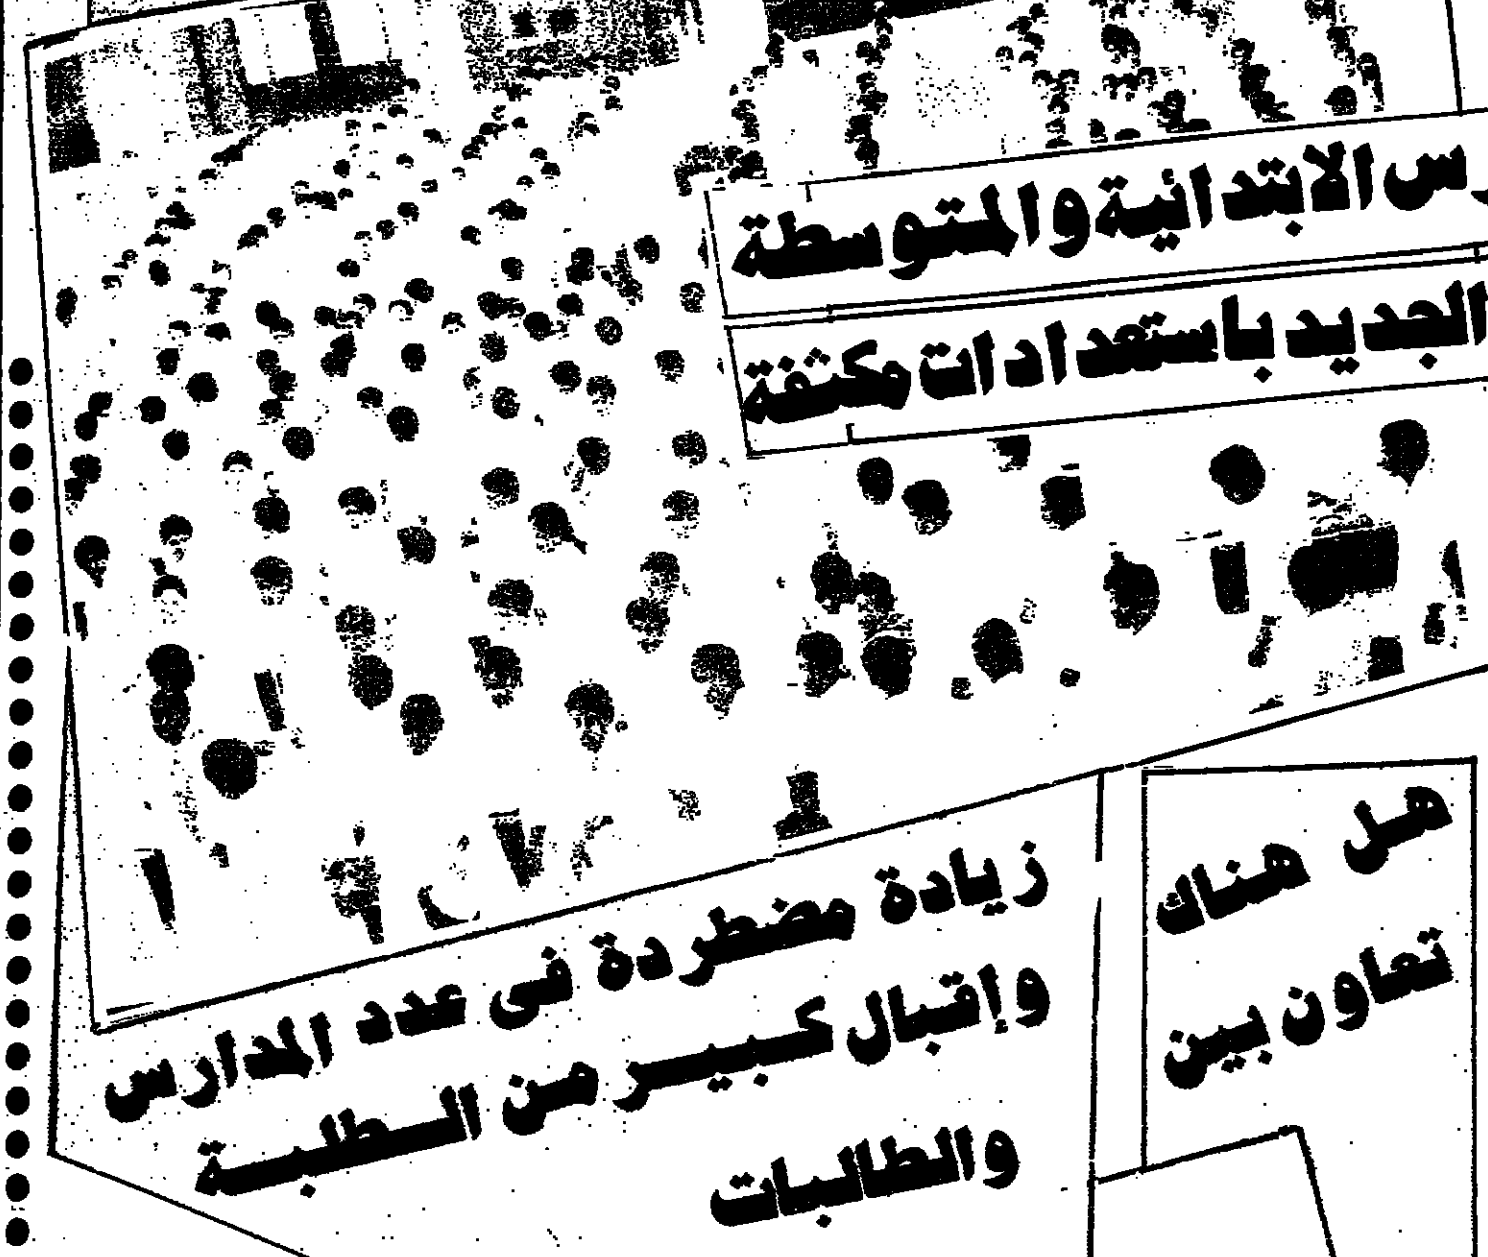 الابتدائية والمتوسطة
الجديد باستعدادات مكثفة
زيادة مضطردة فى عدد المدارس
وإقبال كبير من الطلبة
والطالبات
هل هناك
تعاون بين